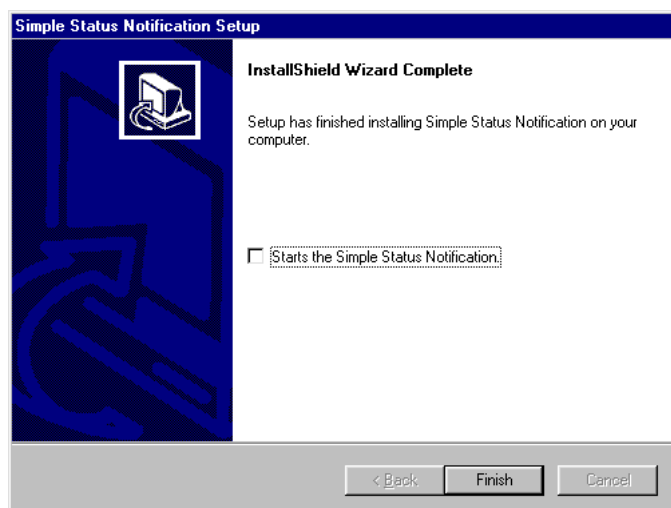 Simple Status Notification Setup
InstallShield Wizard Complete
Setup has finished installing Simple Status Notification on your
computer.
Starts the Simple Status Notification.
< Back
Finish
Cancel